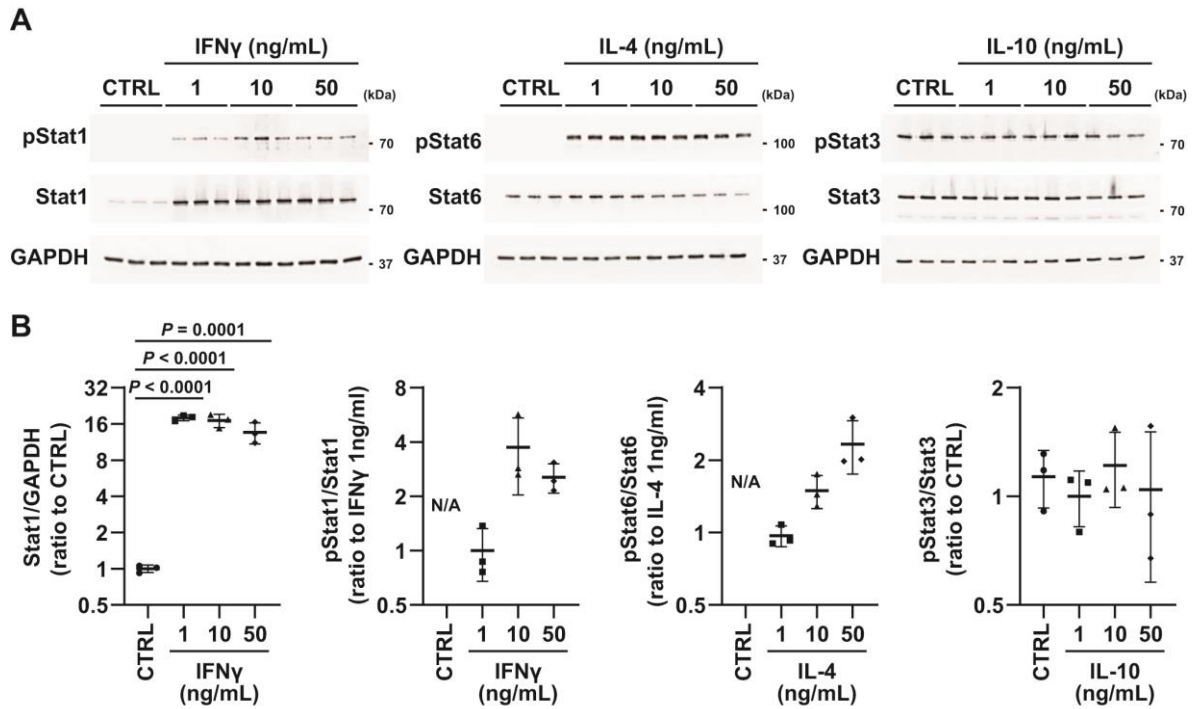 A
IFNγ (ng/mL)
CTRL 1 10 50 (kDa)
pStat1 - 70
Stat1 - 70
GAPDH - 37
IL-4 (ng/mL)
CTRL 1 10 50 (kDa)
pStat6 - 100
Stat6 - 100
GAPDH - 37
IL-10 (ng/mL)
CTRL 1 10 50 (kDa)
pStat3 - 70
Stat3 - 70
GAPDH - 37
B
P = 0.0001
P < 0.0001
P < 0.0001
Stat1/GAPDH
(ratio to CTRL)
32
16
8
4
2
1
0.5
CTRL 1 10 50
IFNγ
(ng/mL)
pStat1/Stat1
(ratio to IFNγ 1ng/ml)
8
4
2
1
0.5
N/A
CTRL 1 10 50
IFNγ
(ng/mL)
pStat6/Stat6
(ratio to IL-4 1ng/ml)
4
2
1
0.5
N/A
CTRL 1 10 50
IL-4
(ng/mL)
pStat3/Stat3
(ratio to CTRL)
2
1
0.5
CTRL 1 10 50
IL-10
(ng/mL)